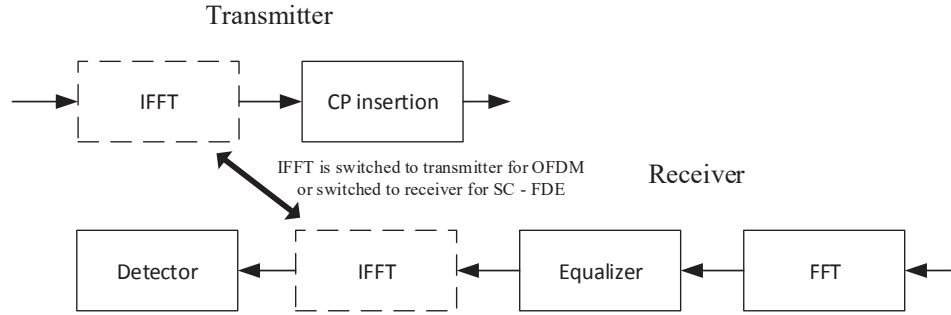 Transmitter
IFFT
CP insertion
IFFT is switched to transmitter for OFDM
or switched to receiver for SC - FDE
Receiver
Detector
IFFT
Equalizer
FFT